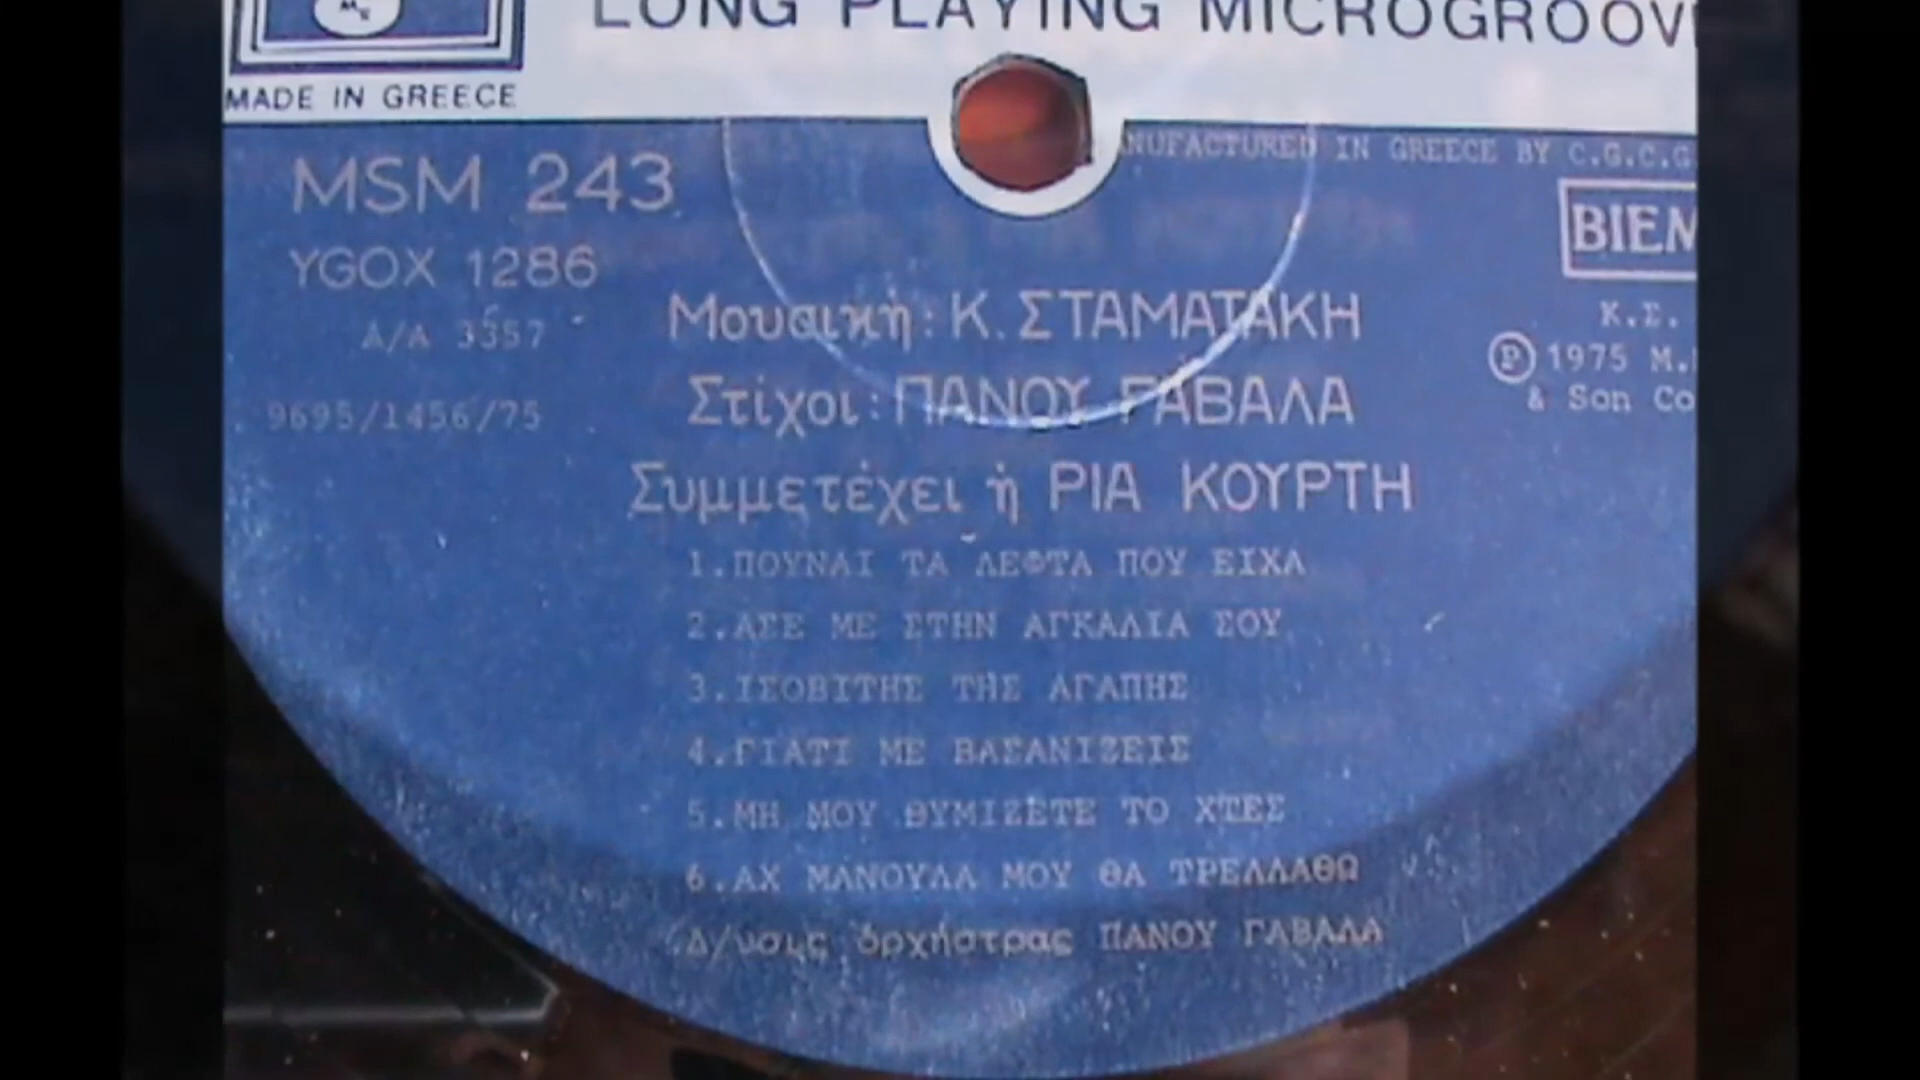 LONG PLAYING MICROGROOV
MADE IN GREECE
NUFACTURED IN GREECE BY C.G.C.G
MSM 243
BIEM
YGOX 1286
A/A 3357
Μουσική: Κ. ΣΤΑΜΑΤΑΚΗ
Κ.Σ.
Ⓟ 1975 M.
& Son Co
9695/1456/75
Στίχοι: ΠΑΝΟΥ ΓΑΒΑΛΑ
Συμμετέχει ἡ ΡΙΑ ΚΟΥΡΤΗ
1.ΠΟΥΝΑΙ ΤΑ ΛΕΦΤΑ ΠΟΥ ΕΙΧΑ
2.ΑΣΕ ΜΕ ΣΤΗΝ ΑΓΚΑΛΙΑ ΣΟΥ
3.ΙΣΟΒΙΤΗΣ ΤΗΣ ΑΓΑΠΗΣ
4.ΓΙΑΤΙ ΜΕ ΒΑΣΑΝΙΖΕΙΣ
5.ΜΗ ΜΟΥ ΘΥΜΙΖΕΤΕ ΤΟ ΧΤΕΣ
6.ΑΧ ΜΑΝΟΥΛΑ ΜΟΥ ΘΑ ΤΡΕΛΛΑΘΩ
Δ/νσις ὀρχήστρας ΠΑΝΟΥ ΓΑΒΑΛΑ